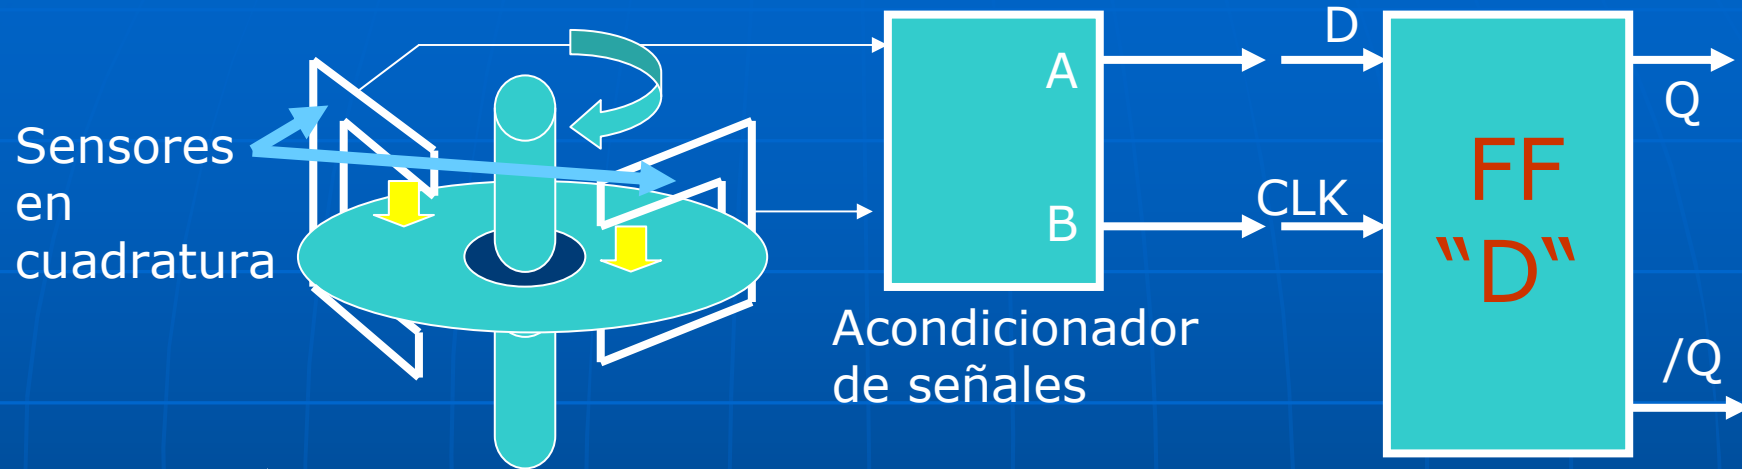 Sensores
en
cuadratura
A
B
Acondicionador
de señales
D
CLK
FF
“D“
Q
/Q